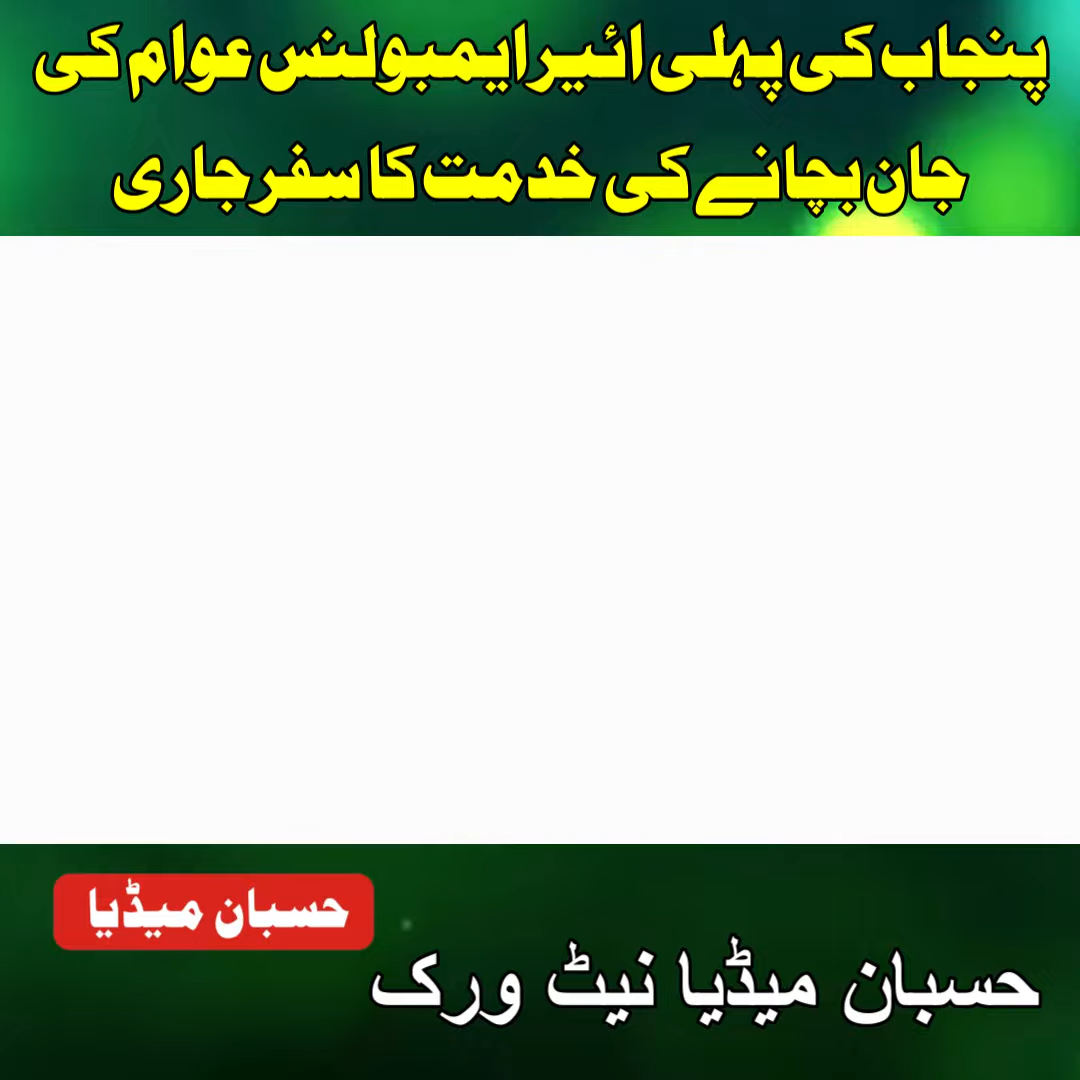 پنجاب کی پہلی ائیر ایمبولنس عوام کی
جان بچانے کی خدمت کا سفر جاری
حسبان میڈیا
حسبان میڈیا نیٹ ورک